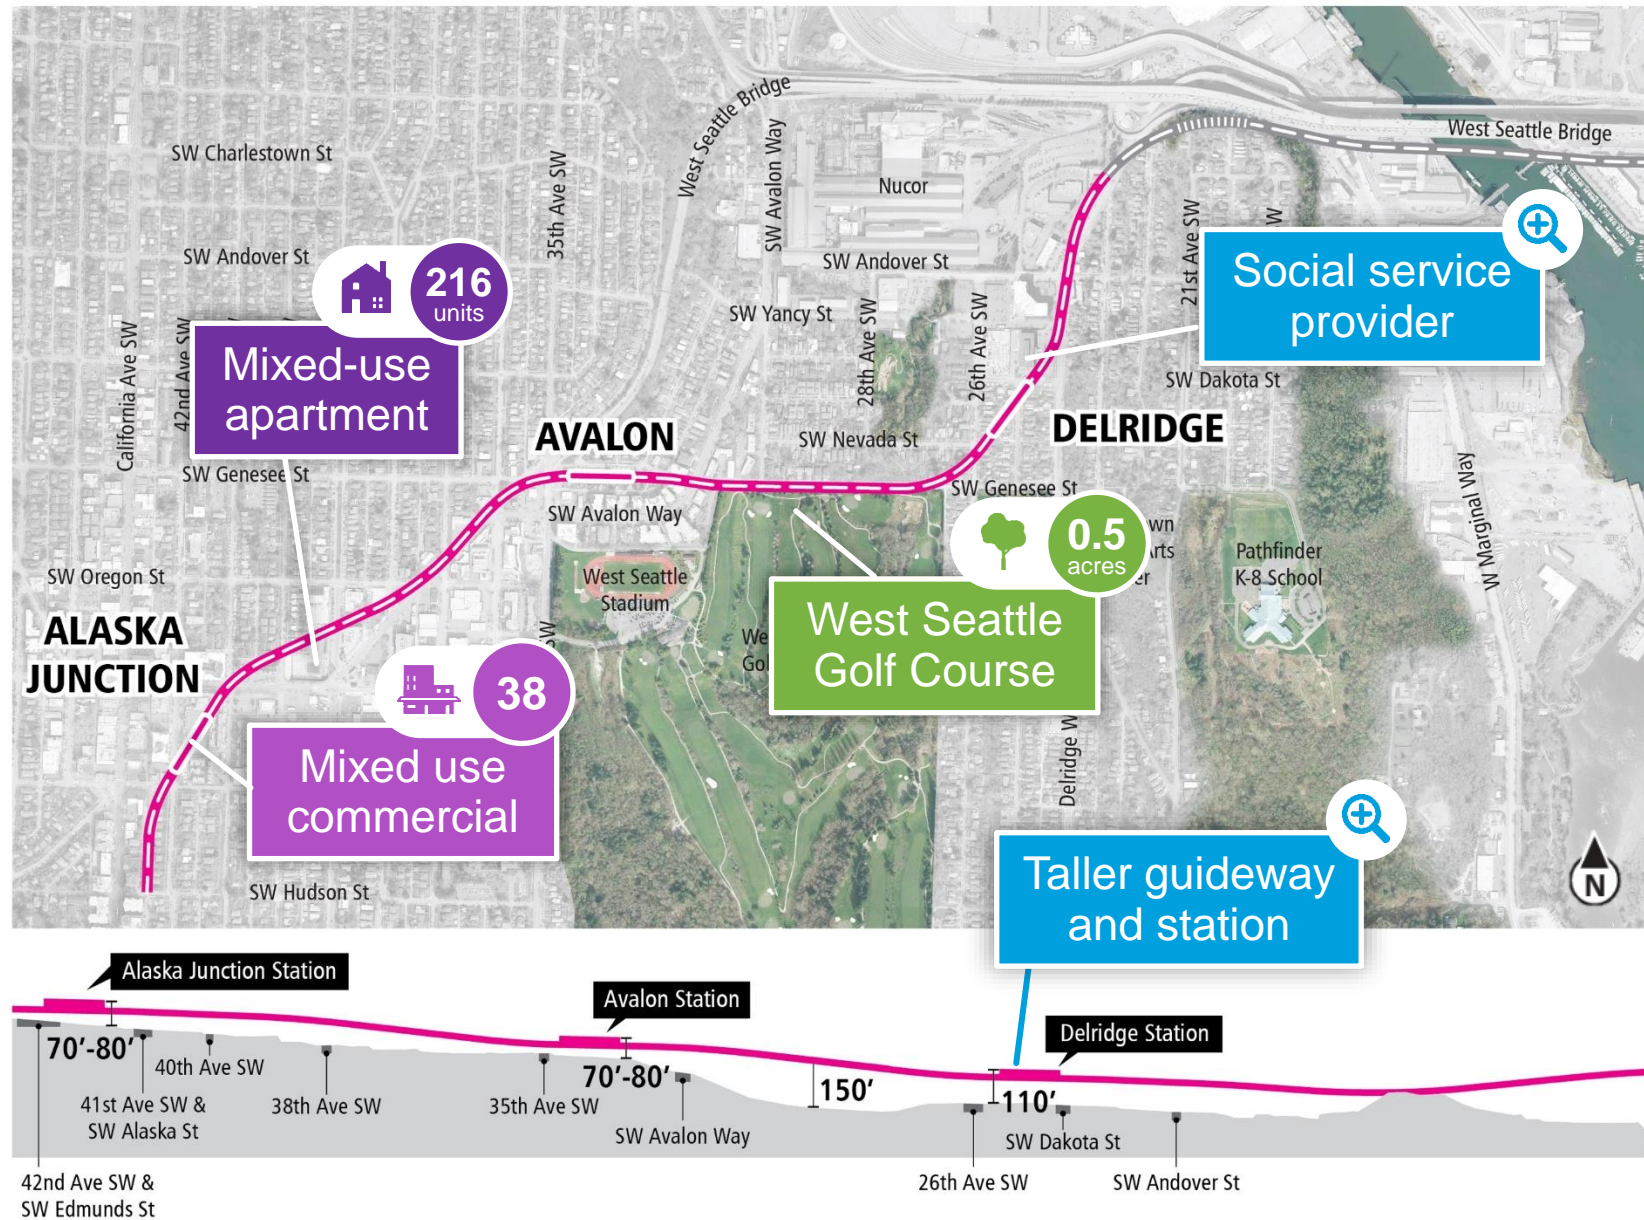 West Seattle Bridge
West Seattle Bridge
SW Charlestown St
35th Ave SW
SW Avalon Way
Nucor
SW Andover St
SW Andover St
21st Ave SW
SW
Social service
provider
216
units
Mixed-use
apartment
California Ave SW
42nd Ave SW
SW Yancy St
28th Ave SW
26th Ave SW
SW Dakota St
AVALON
DELRIDGE
SW Nevada St
SW Genesee St
SW Genesee St
SW Avalon Way
W Marginal Way
0.5
acres
Pathfinder
K-8 School
West Seattle
Stadium
SW Oregon St
ALASKA
JUNCTION
SW
West Seattle
Golf Course
38
Mixed use
commercial
Delridge W
SW Hudson St
Taller guideway
and station
N
Alaska Junction Station
Avalon Station
Delridge Station
70'-80'
40th Ave SW
70'-80'
150'
110'
41st Ave SW &
SW Alaska St
38th Ave SW
35th Ave SW
SW Avalon Way
SW Dakota St
42nd Ave SW &
SW Edmunds St
26th Ave SW
SW Andover St